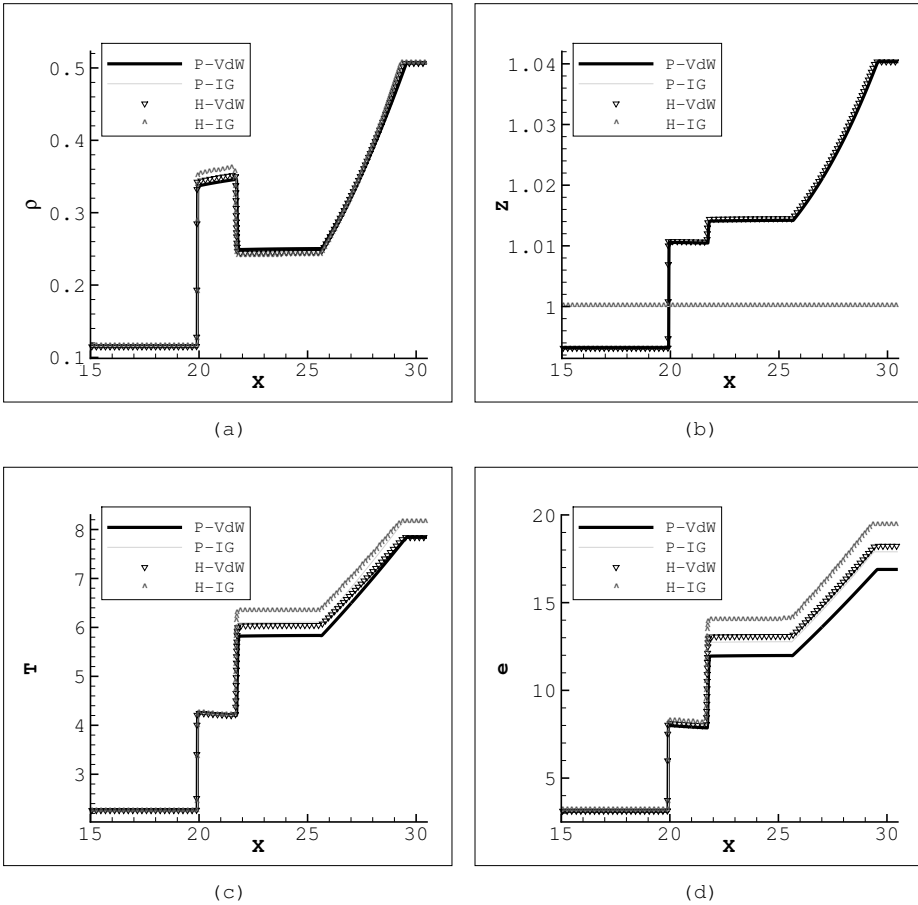 P-VdW
P-IG
H-VdW
H-IG
0.5
0.4
0.3
0.2
0.1
ρ
15
20
25
30
X
(a)
P-VdW
P-IG
H-VdW
H-IG
1.04
1.03
1.02
1.01
1
Z
15
20
25
30
X
(b)
P-VdW
P-IG
H-VdW
H-IG
8
7
6
5
4
3
T
15
20
25
30
X
(c)
P-VdW
P-IG
H-VdW
H-IG
20
15
10
5
e
15
20
25
30
X
(d)